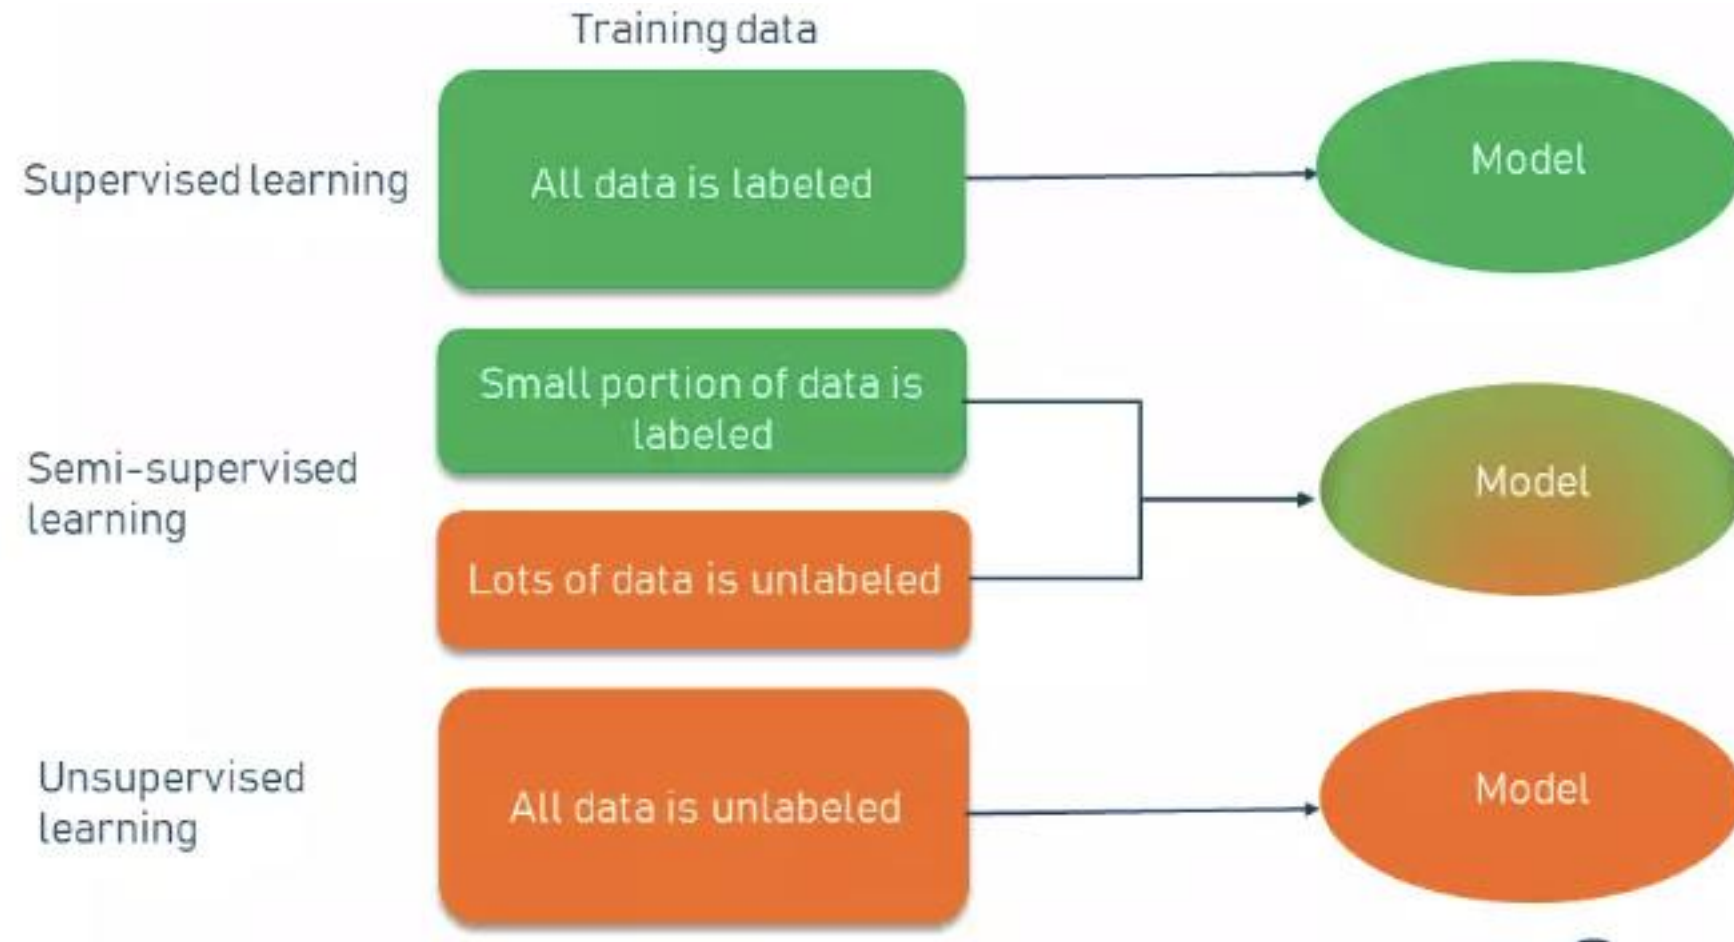 Training data
Supervised learning
All data is labeled
Model
Small portion of data is
labeled
Semi-supervised
learning
Lots of data is unlabeled
Model
Unsupervised
learning
All data is unlabeled
Model